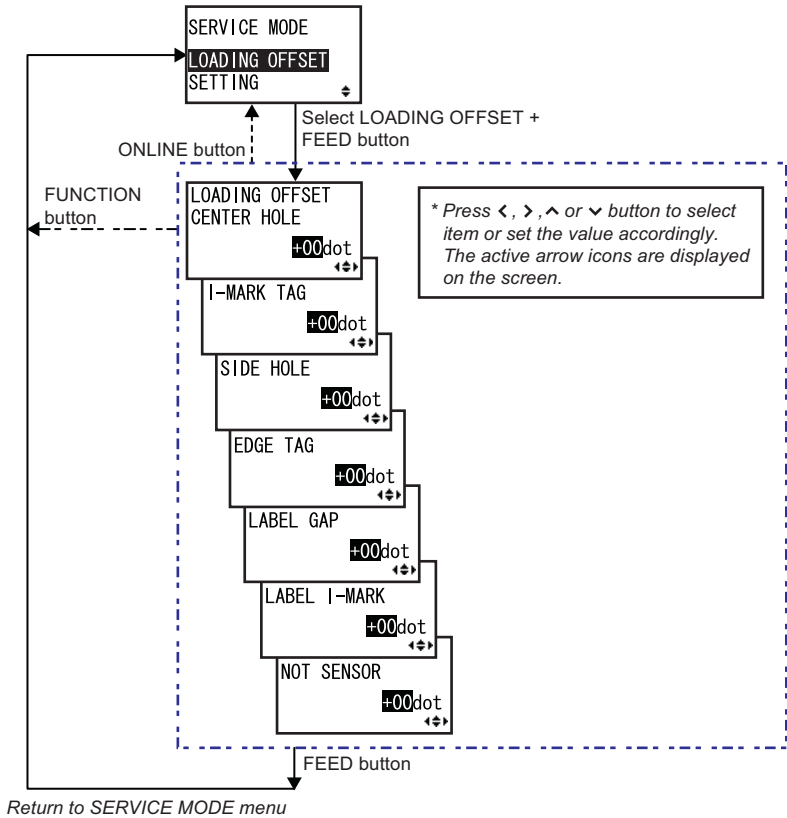 SERVICE MODE
LOADING OFFSET
SETTING
Select LOADING OFFSET +
FEED button
ONLINE button
FUNCTION
button
LOADING OFFSET
CENTER HOLE
+00dot
* Press <, >, ∧ or ∨ button to select
item or set the value accordingly.
The active arrow icons are displayed
on the screen.
I-MARK TAG
+00dot
SIDE HOLE
+00dot
EDGE TAG
+00dot
LABEL GAP
+00dot
LABEL I-MARK
+00dot
NOT SENSOR
+00dot
FEED button
Return to SERVICE MODE menu